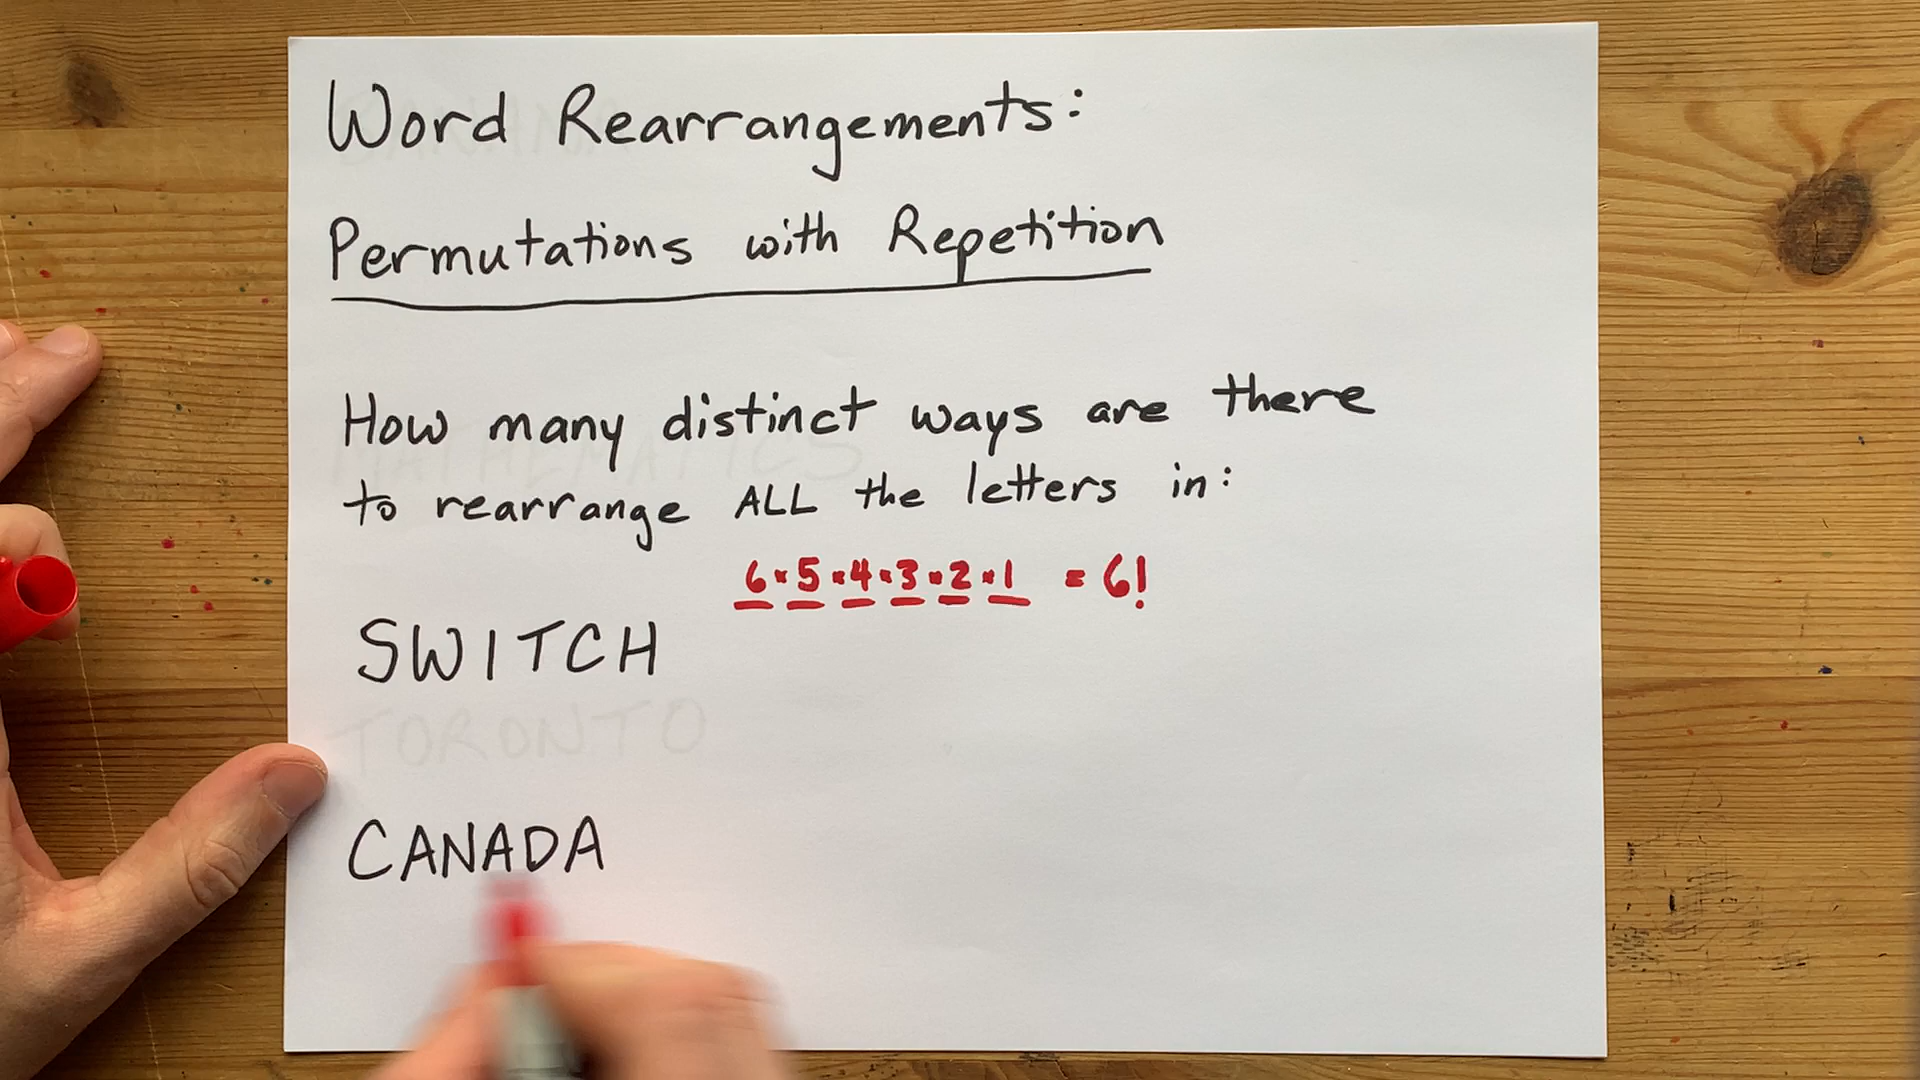 Word Rearrangements:
Permutations with Repetition
How many distinct ways are there
to rearrange ALL the letters in:
6×5×4×3×2×1 = 6!
SWITCH
TORONTO
CANADA